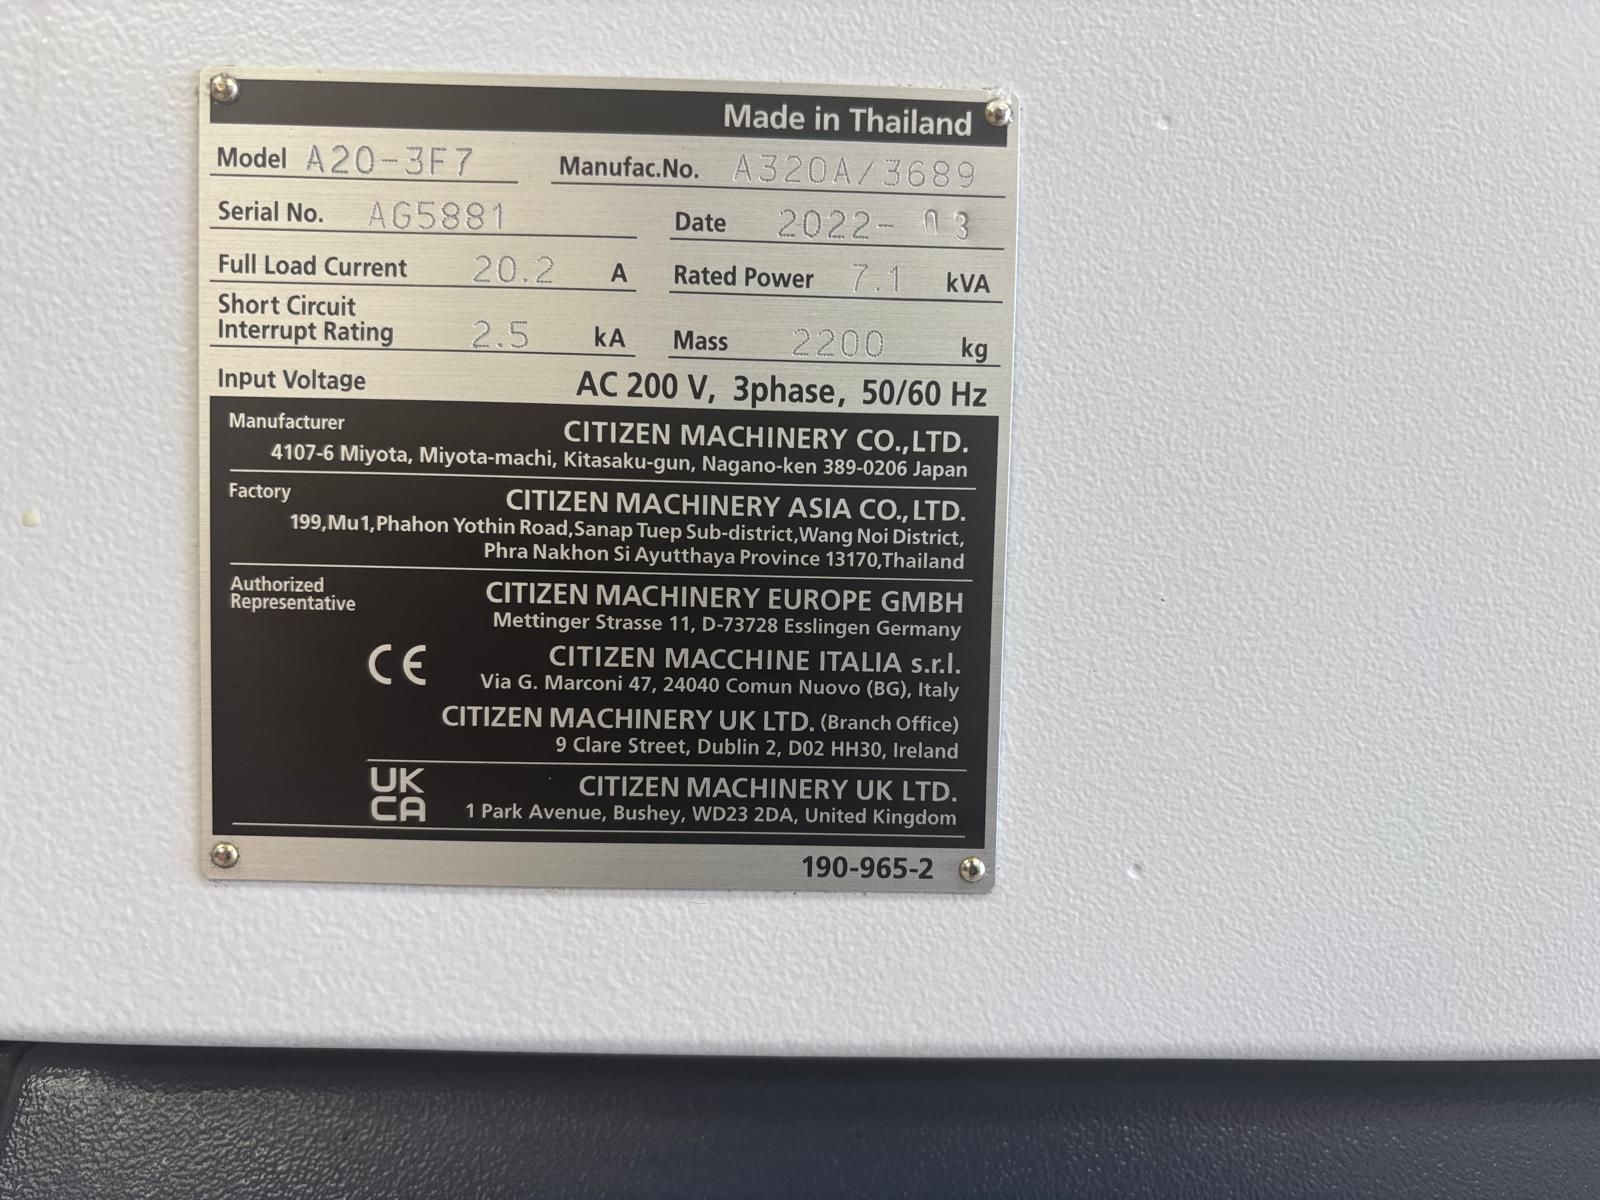 Made in Thailand
Model A20-3F7 Manufac.No. A320A/3689
Serial No. AG5881 Date 2022- 03
Full Load Current 20.2 A Rated Power 7.1 kVA
Short Circuit
Interrupt Rating 2.5 kA Mass 2200 kg
Input Voltage AC 200 V, 3phase, 50/60 Hz
Manufacturer CITIZEN MACHINERY CO.,LTD.
4107-6 Miyota, Miyota-machi, Kitasaku-gun, Nagano-ken 389-0206 Japan
Factory CITIZEN MACHINERY ASIA CO.,LTD.
199,Mu1,Phahon Yothin Road,Sanap Tuep Sub-district,Wang Noi District,
Phra Nakhon Si Ayutthaya Province 13170,Thailand
Authorized
Representative CITIZEN MACHINERY EUROPE GMBH
Mettinger Strasse 11, D-73728 Esslingen Germany
CE CITIZEN MACCHINE ITALIA s.r.l.
Via G. Marconi 47, 24040 Comun Nuovo (BG), Italy
CITIZEN MACHINERY UK LTD. (Branch Office)
9 Clare Street, Dublin 2, D02 HH30, Ireland
UK
CA CITIZEN MACHINERY UK LTD.
1 Park Avenue, Bushey, WD23 2DA, United Kingdom
190-965-2